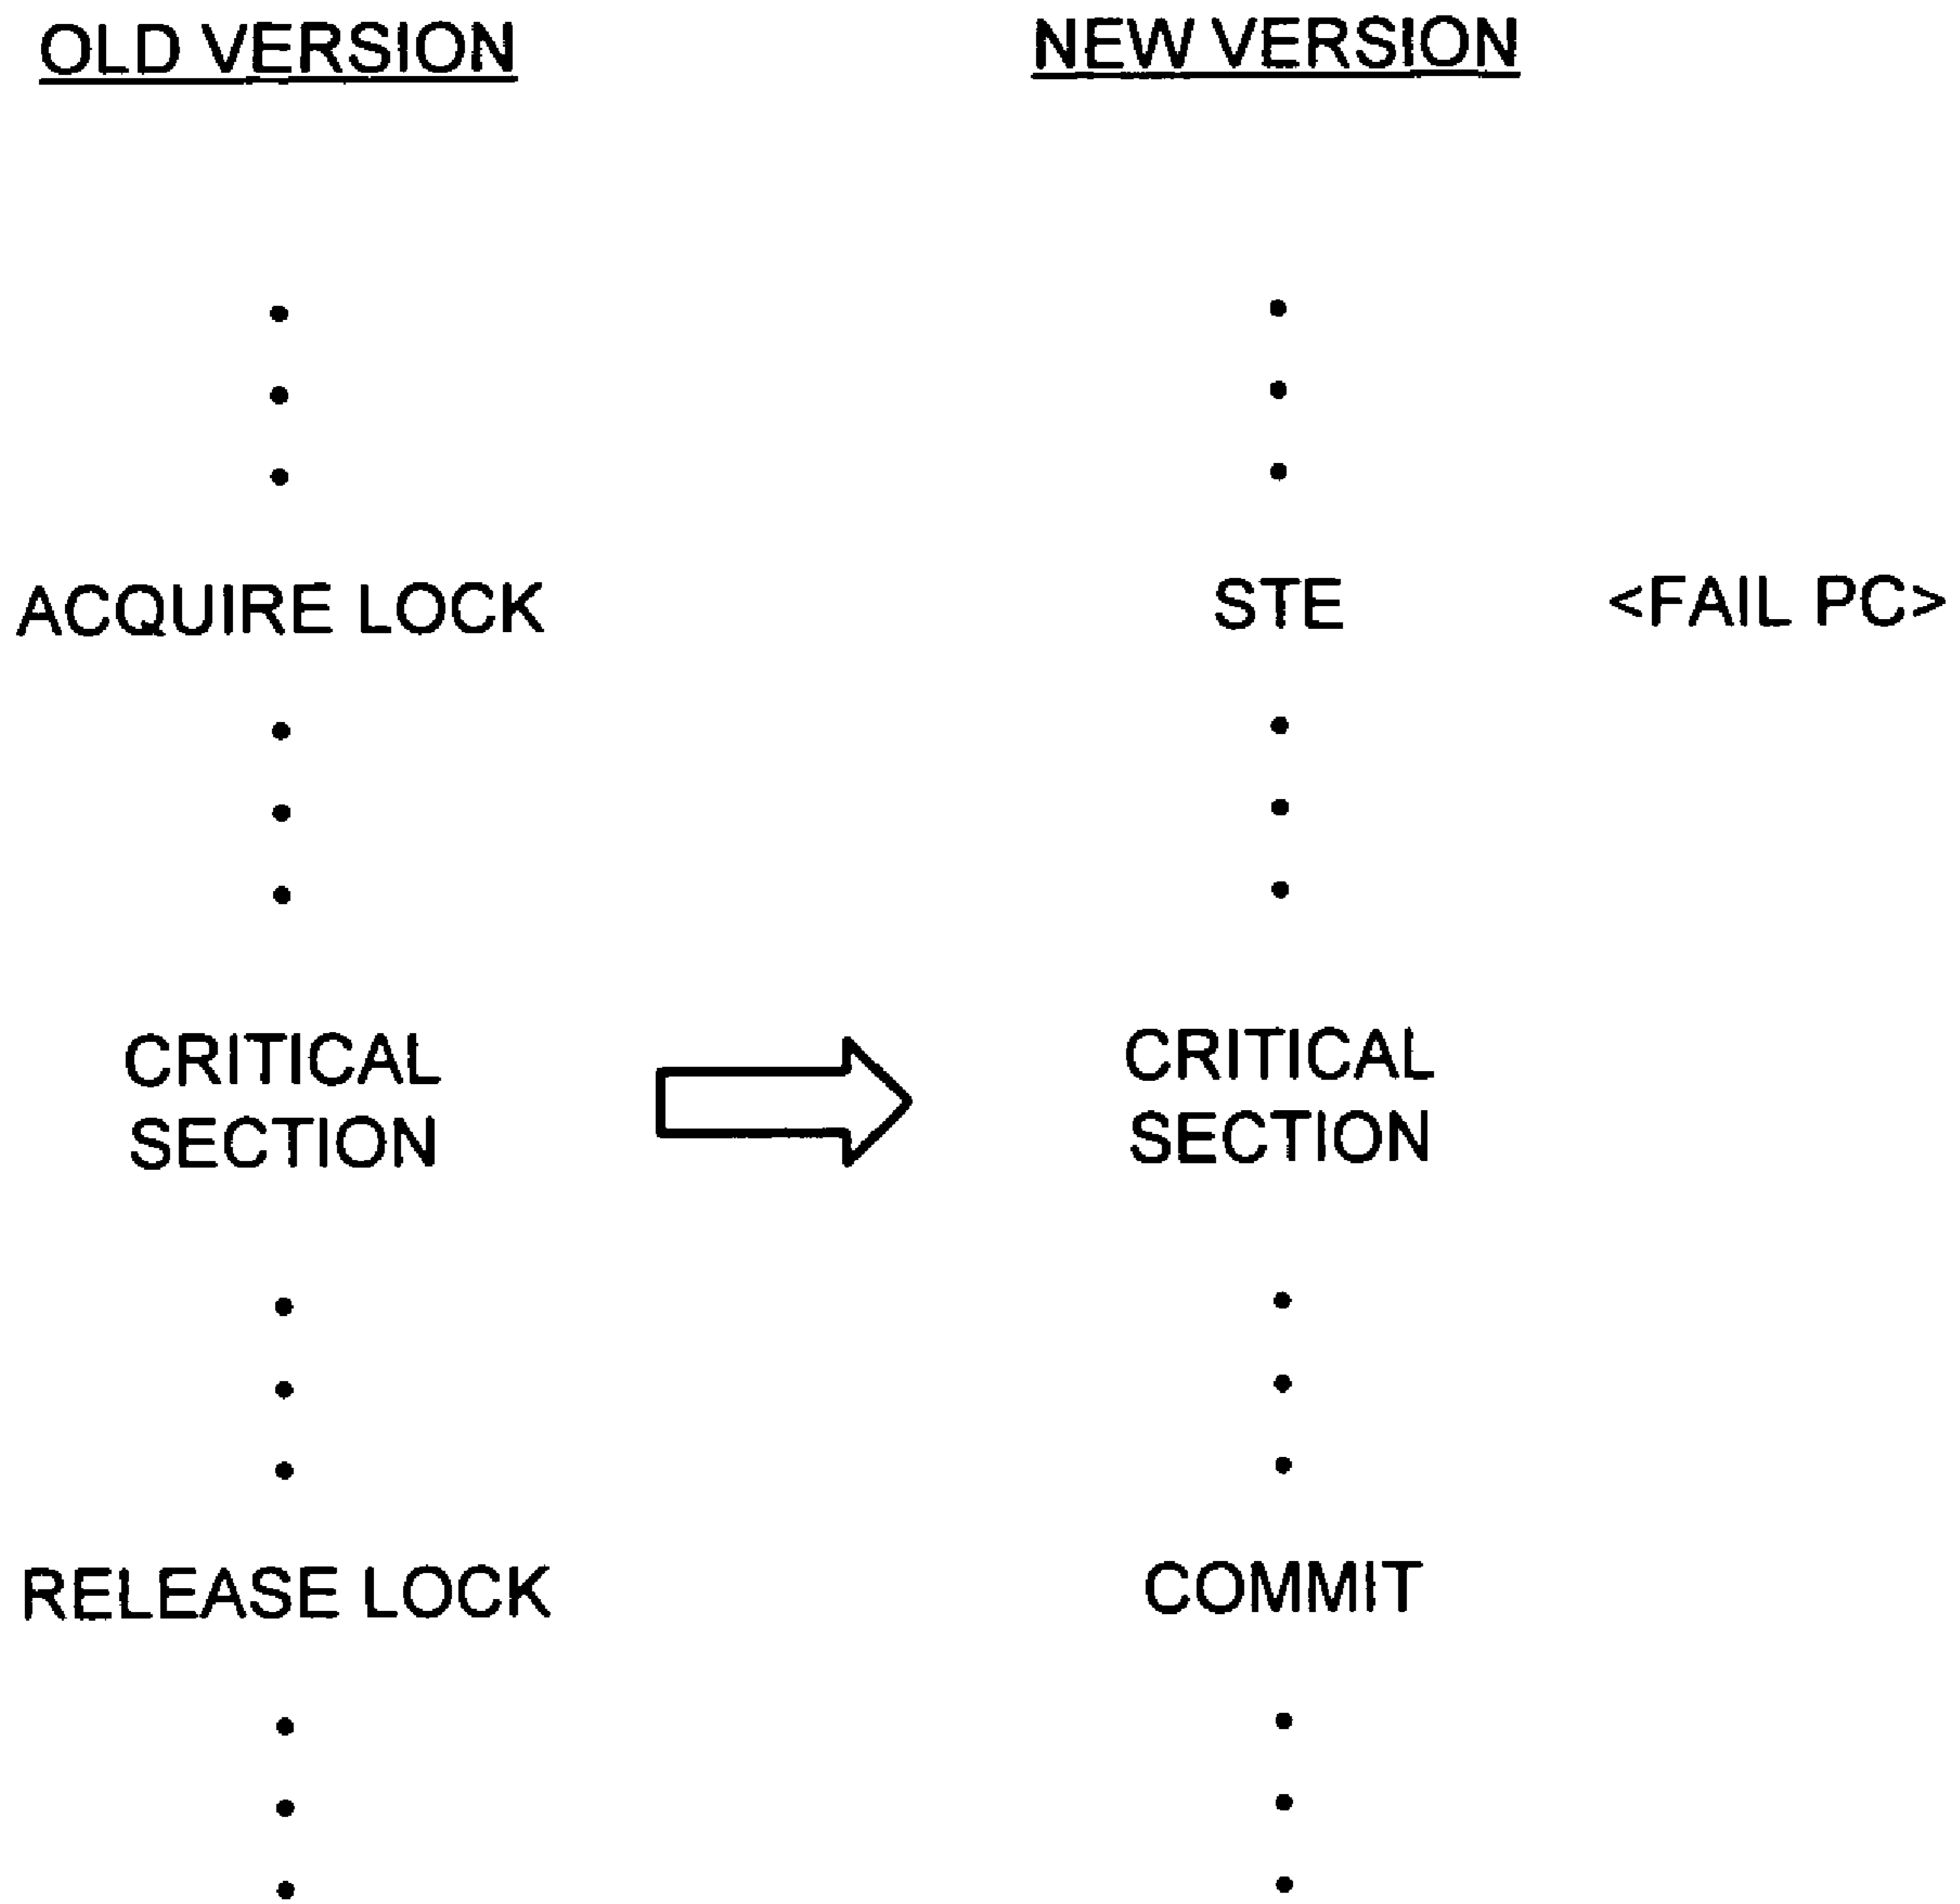 OLD VERSION
NEW VERSION
ACQUIRE LOCK
STE <FAIL PC>
CRITICAL
SECTION
CRITICAL
SECTION
RELEASE LOCK
COMMIT